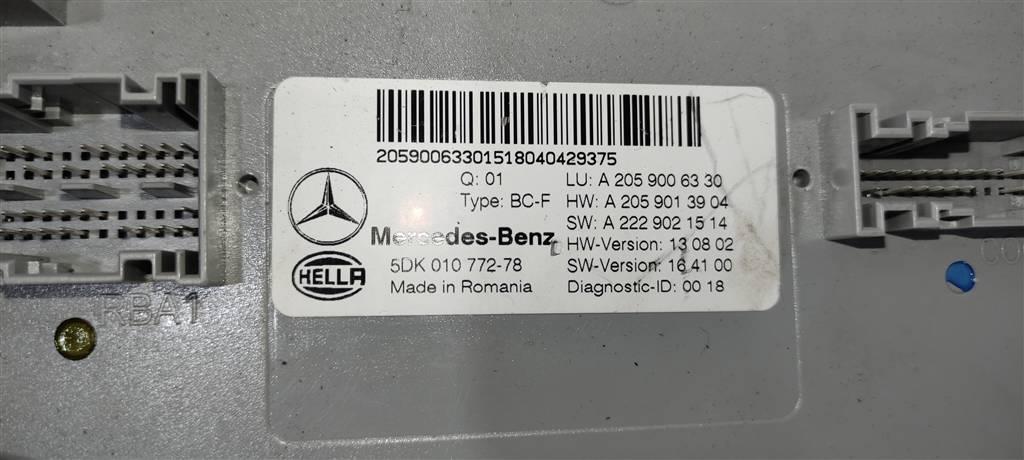 20590063301518040429375
Q: 01 LU: A 205 900 63 30
Type: BC-F HW: A 205 901 39 04
SW: A 222 902 15 14
Mercedes-Benz HW-Version: 13 08 02
HELLA 5DK 010 772-78 SW-Version: 16 41 00
Made in Romania Diagnostic-ID: 00 18
RBA1
CO